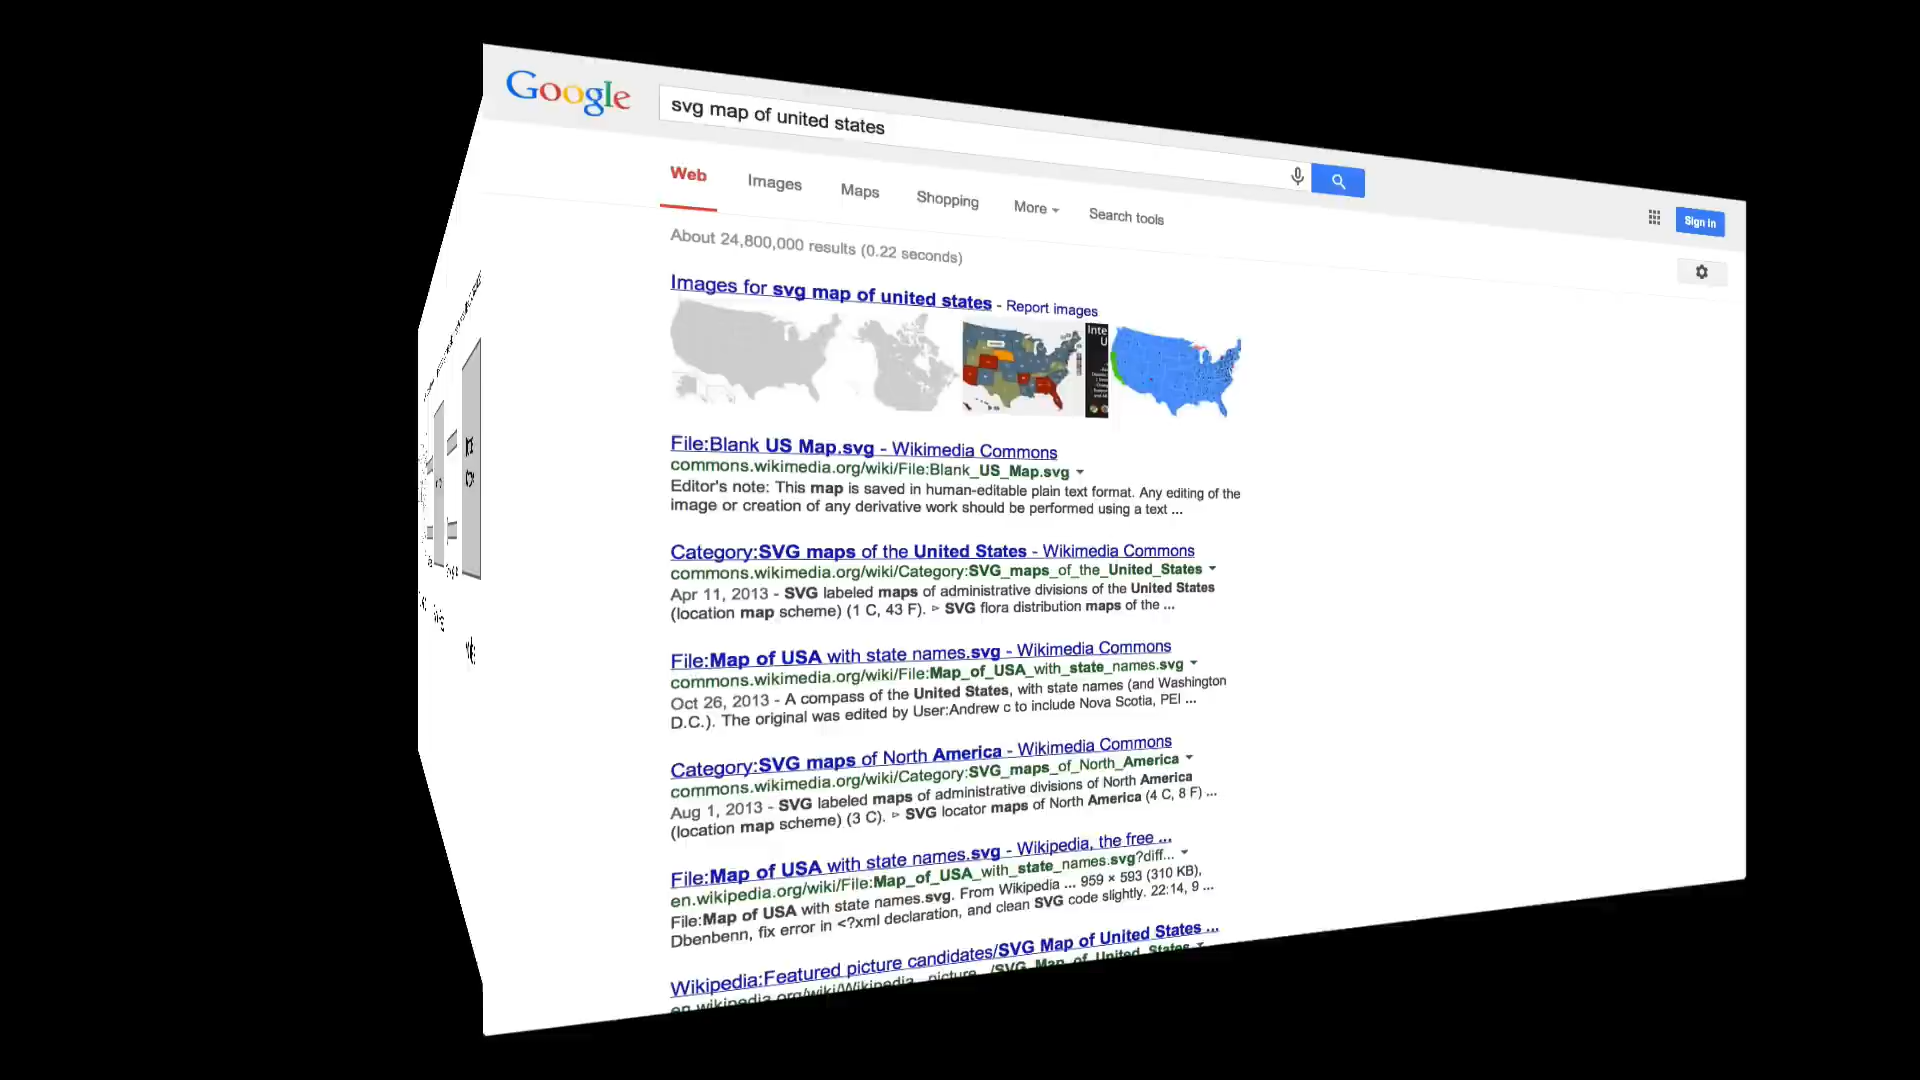 Google
svg map of united states
Web Images Maps Shopping More Search tools
Sign in
About 24,800,000 results (0.22 seconds)
Images for svg map of united states - Report images
Inte
U
File:Blank US Map.svg - Wikimedia Commons
commons.wikimedia.org/wiki/File:Blank_US_Map.svg
Editor's note: This map is saved in human-editable plain text format. Any editing of the
image or creation of any derivative work should be performed using a text ...
Category:SVG maps of the United States - Wikimedia Commons
commons.wikimedia.org/wiki/Category:SVG_maps_of_the_United_States
Apr 11, 2013 - SVG labeled maps of administrative divisions of the United States
(location map scheme) (1 C, 43 F). ▹ SVG flora distribution maps of the ...
File:Map of USA with state names.svg - Wikimedia Commons
commons.wikimedia.org/wiki/File:Map_of_USA_with_state_names.svg
Oct 26, 2013 - A compass of the United States, with state names (and Washington
D.C.). The original was edited by User:Andrew c to include Nova Scotia, PEI ...
Category:SVG maps of North America - Wikimedia Commons
commons.wikimedia.org/wiki/Category:SVG_maps_of_North_America
Aug 1, 2013 - SVG labeled maps of administrative divisions of North America
(location map scheme) (3 C). ▹ SVG locator maps of North America (4 C, 8 F) ...
File:Map of USA with state names.svg - Wikipedia, the free ...
en.wikipedia.org/wiki/File:Map_of_USA_with_state_names.svg?diff...
File:Map of USA with state names.svg. From Wikipedia ... 959 × 593 (310 KB),
Dbenbenn, fix error in <?xml declaration, and clean SVG code slightly. 22:14, 9 ...
Wikipedia:Featured picture candidates/SVG Map of United States ...
en.wikipedia.org/wiki/Wikipedia...picture.../SVG_Map_of_United_States